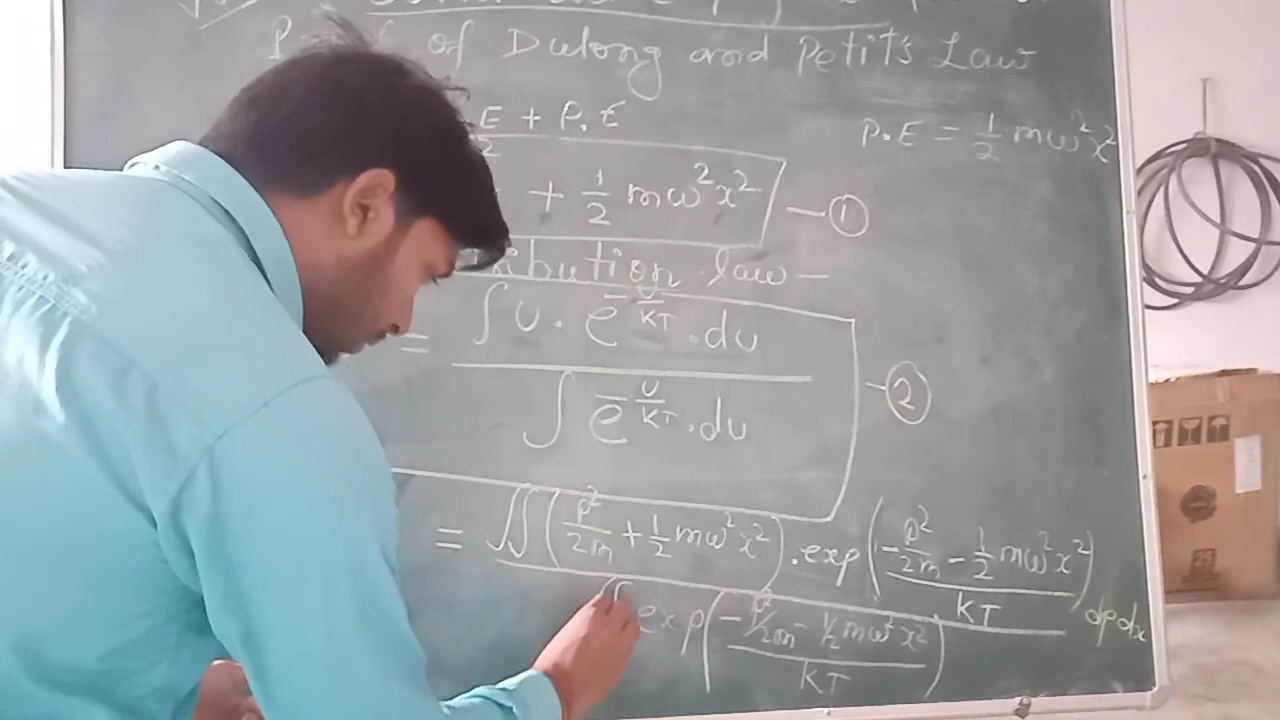 of Dulong and Petit's Law
E + P.E
P.E = 1/2 mω²x²
+ 1/2 mω²x² — ①
law —
= ∫ U · e^(-U/KT) · du / ∫ e^(-U/KT) · du — ②
= ∫∫ (p²/2m + 1/2 mω²x²) · exp((-p²/2m - 1/2 mω²x²)/KT) dp dx
∫ exp((-p²/2m - 1/2 mω²x²)/KT)